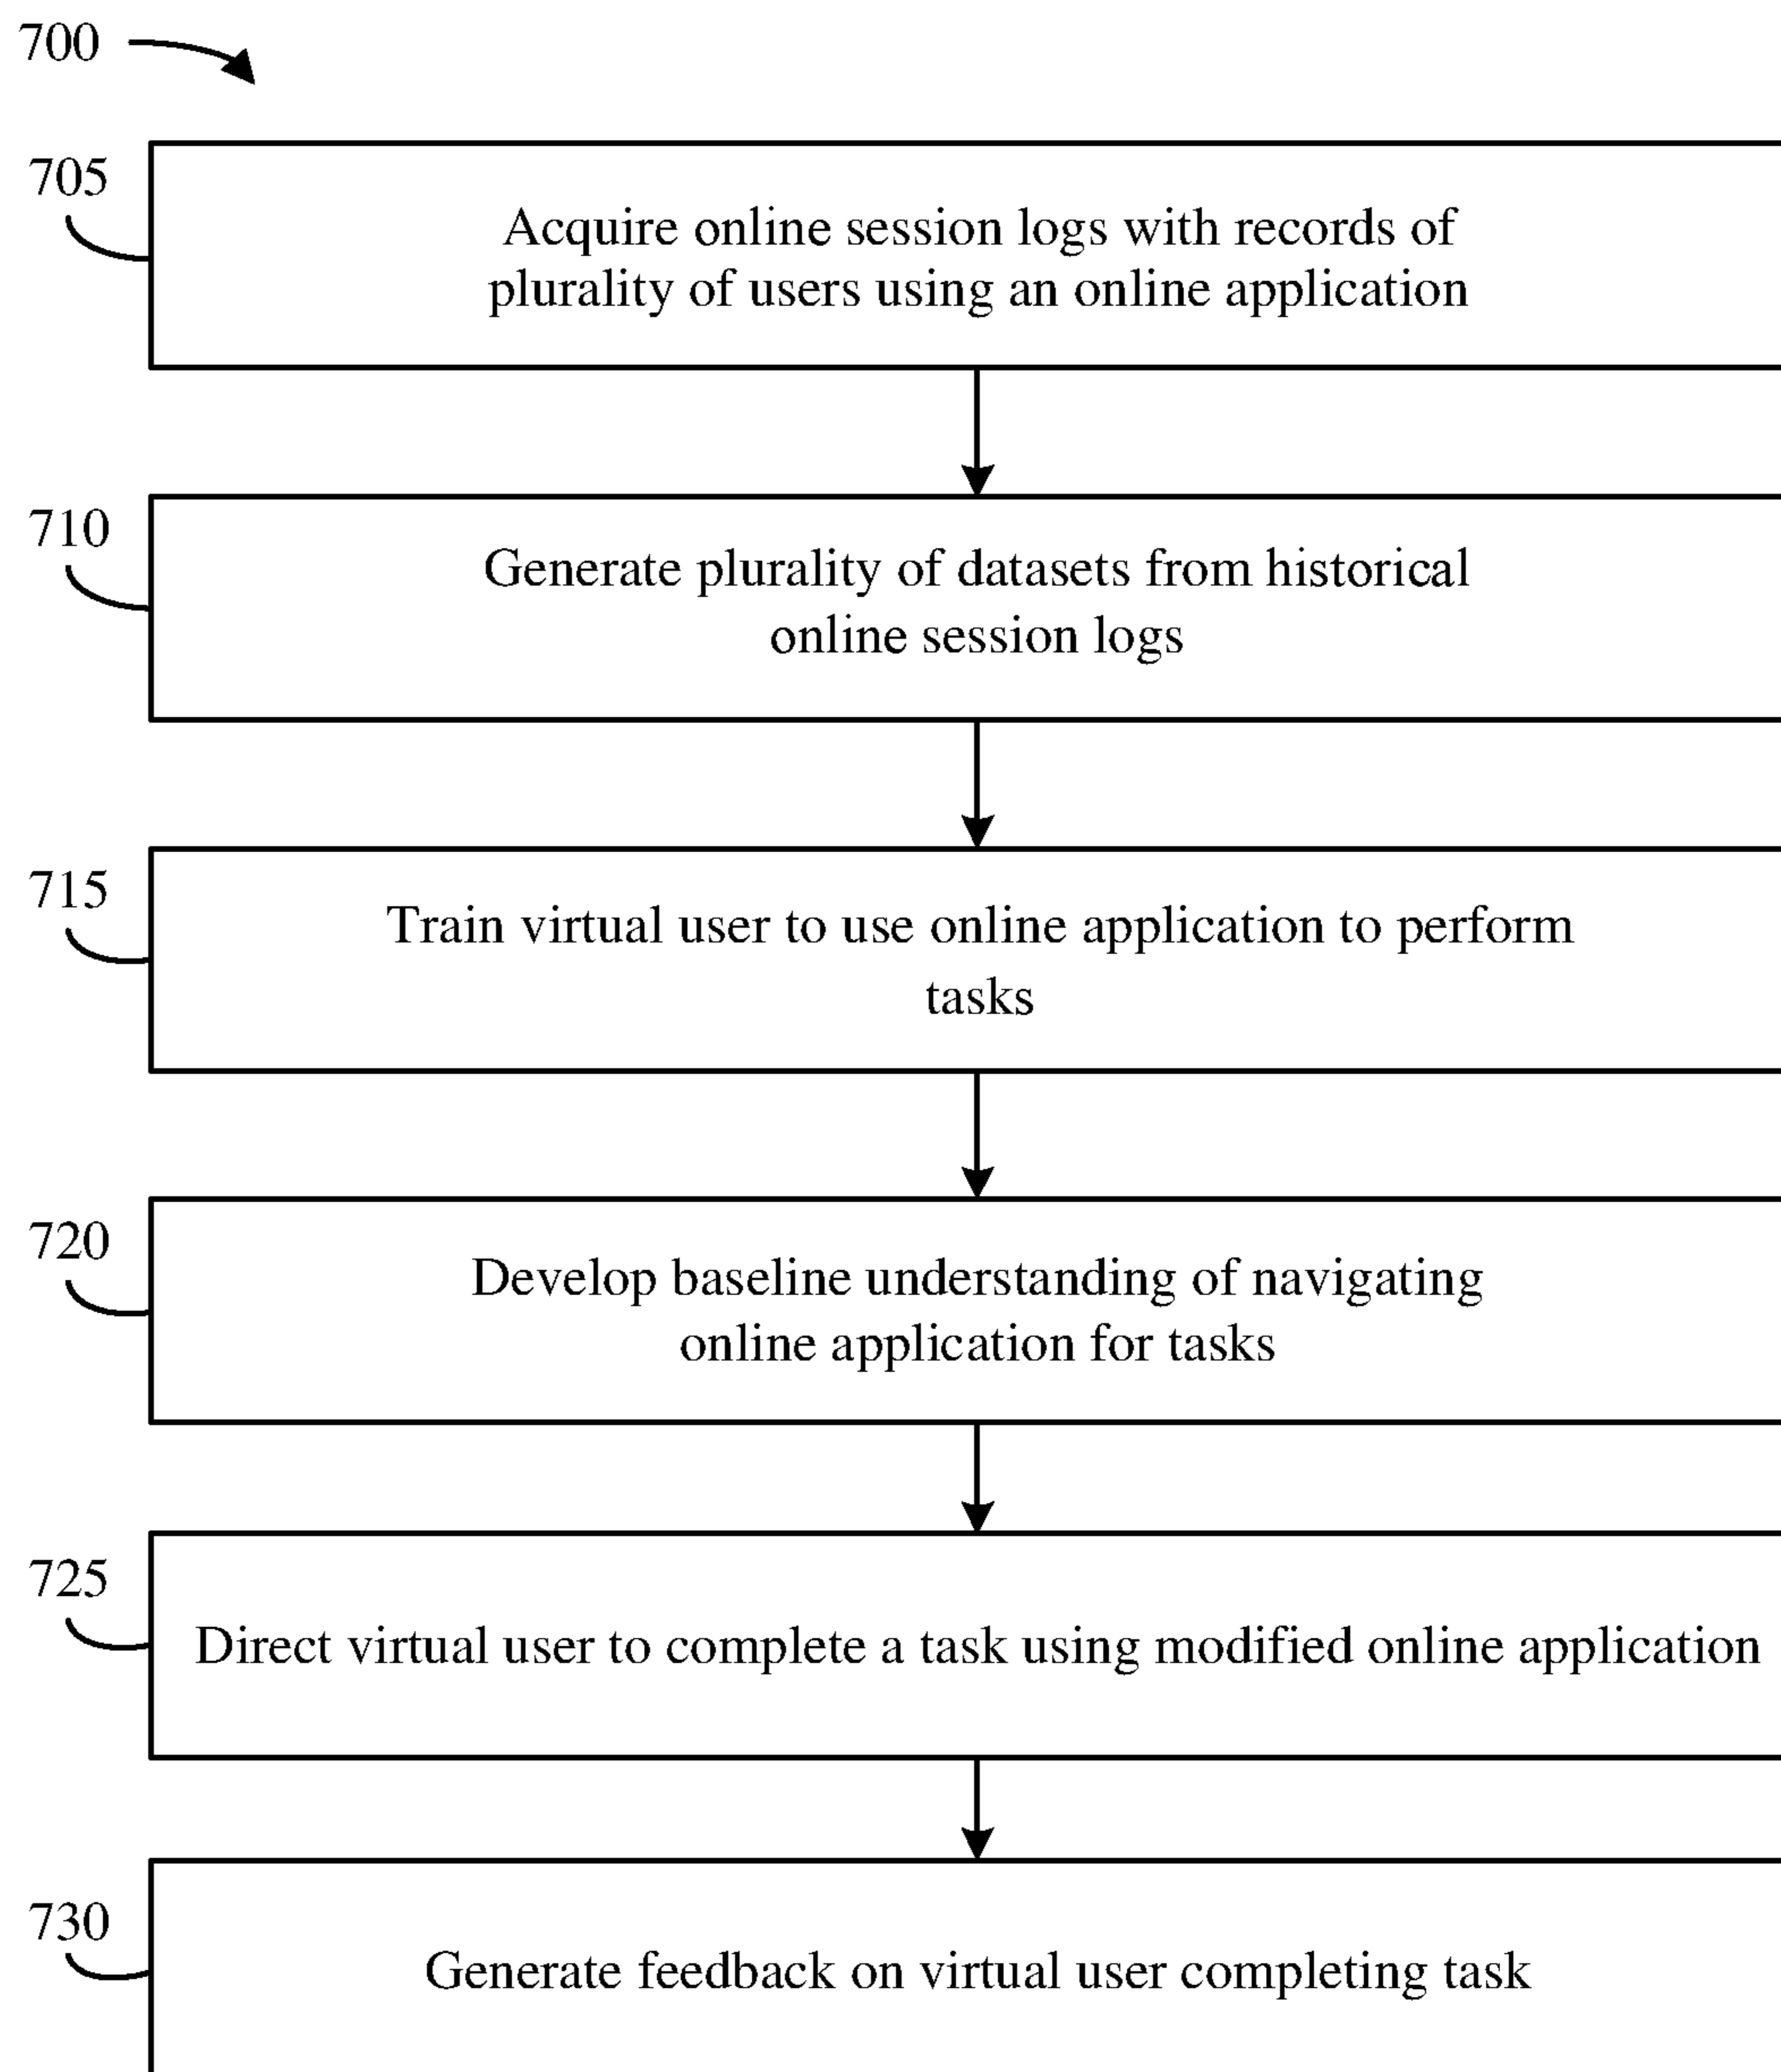 700
705
Acquire online session logs with records of
plurality of users using an online application
710
Generate plurality of datasets from historical
online session logs
715
Train virtual user to use online application to perform
tasks
720
Develop baseline understanding of navigating
online application for tasks
725
Direct virtual user to complete a task using modified online application
730
Generate feedback on virtual user completing task